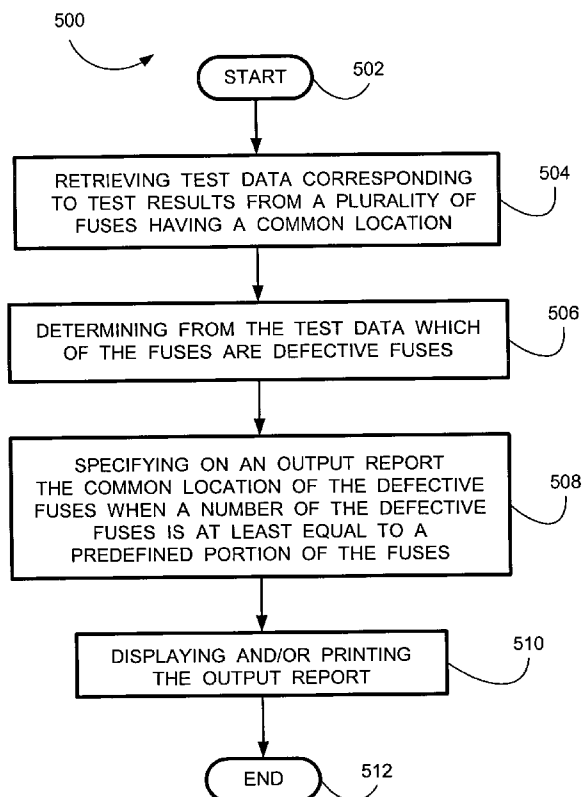 500
START
502
RETRIEVING TEST DATA CORRESPONDING
TO TEST RESULTS FROM A PLURALITY OF
FUSES HAVING A COMMON LOCATION
504
DETERMINING FROM THE TEST DATA WHICH
OF THE FUSES ARE DEFECTIVE FUSES
506
SPECIFYING ON AN OUTPUT REPORT
THE COMMON LOCATION OF THE DEFECTIVE
FUSES WHEN A NUMBER OF THE DEFECTIVE
FUSES IS AT LEAST EQUAL TO A
PREDEFINED PORTION OF THE FUSES
508
DISPLAYING AND/OR PRINTING
THE OUTPUT REPORT
510
END
512